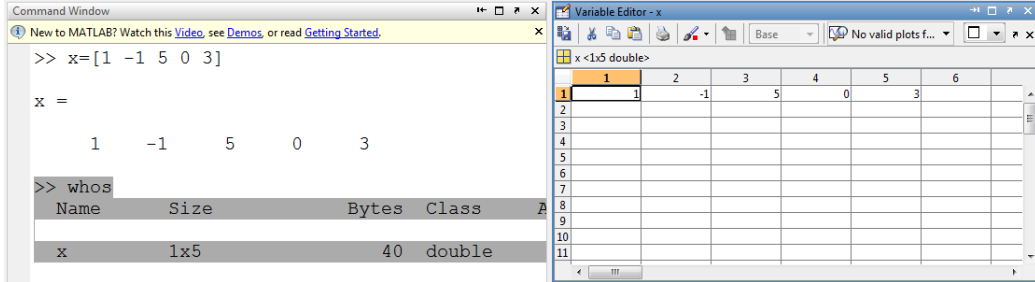 Command Window
New to MATLAB? Watch this Video, see Demos, or read Getting Started.
>> x=[1 -1 5 0 3]
x =
1 -1 5 0 3
>> whos
Name Size Bytes Class A
x 1x5 40 double
Variable Editor - x
Base No valid plots f...
x <1x5 double>
1 2 3 4 5 6
1 1 -1 5 0 3
2
3
4
5
6
7
8
9
10
11